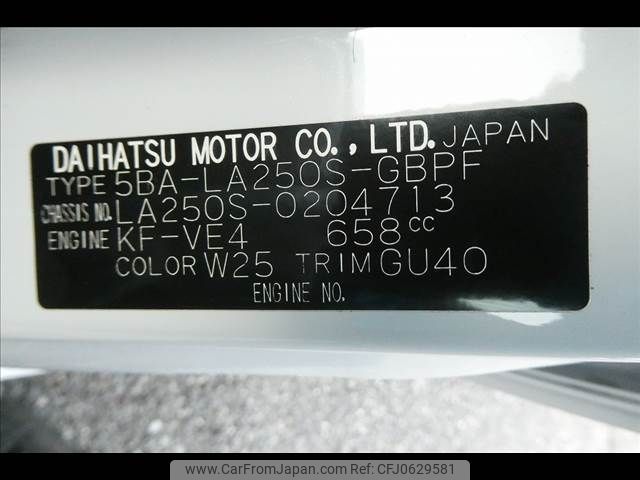 DAIHATSU MOTOR CO.,LTD. JAPAN
TYPE 5BA-LA250S-GBPF
CHASSIS NO. LA250S-0204713
ENGINE KF-VE4 658cc
COLOR W25 TRIM GU40
ENGINE NO.
www.CarFromJapan.com | ID:CFJ0629581